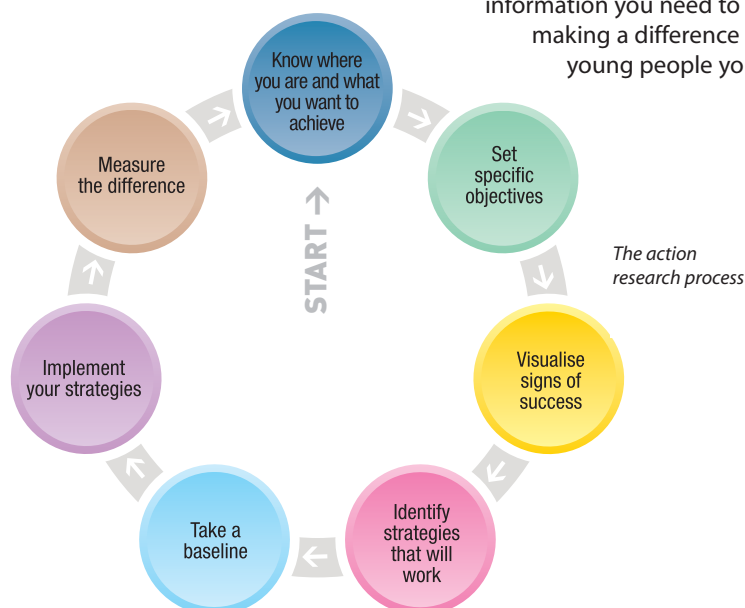 information you need to
making a difference
young people yo
Know where
you are and what
you want to
achieve
Set
specific
objectives
The action
research process
Visualise
signs of
success
Identify
strategies
that will
work
Take a
baseline
Implement
your strategies
Measure
the difference
START